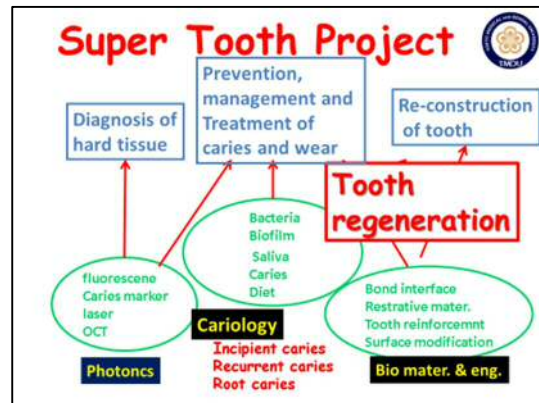 Super Tooth Project
Prevention,
management and
Treatment of
caries and wear
Diagnosis of
hard tissue
Re-construction
of tooth
Tooth
regeneration
Bacteria
Biofilm
Saliva
Caries
Diet
fluorescene
Caries marker
laser
OCT
Bond interface
Restrative mater.
Tooth reinforcemnt
Surface modification
Cariology
Incipient caries
Recurrent caries
Root caries
Photoncs
Bio mater. & eng.
TMDU